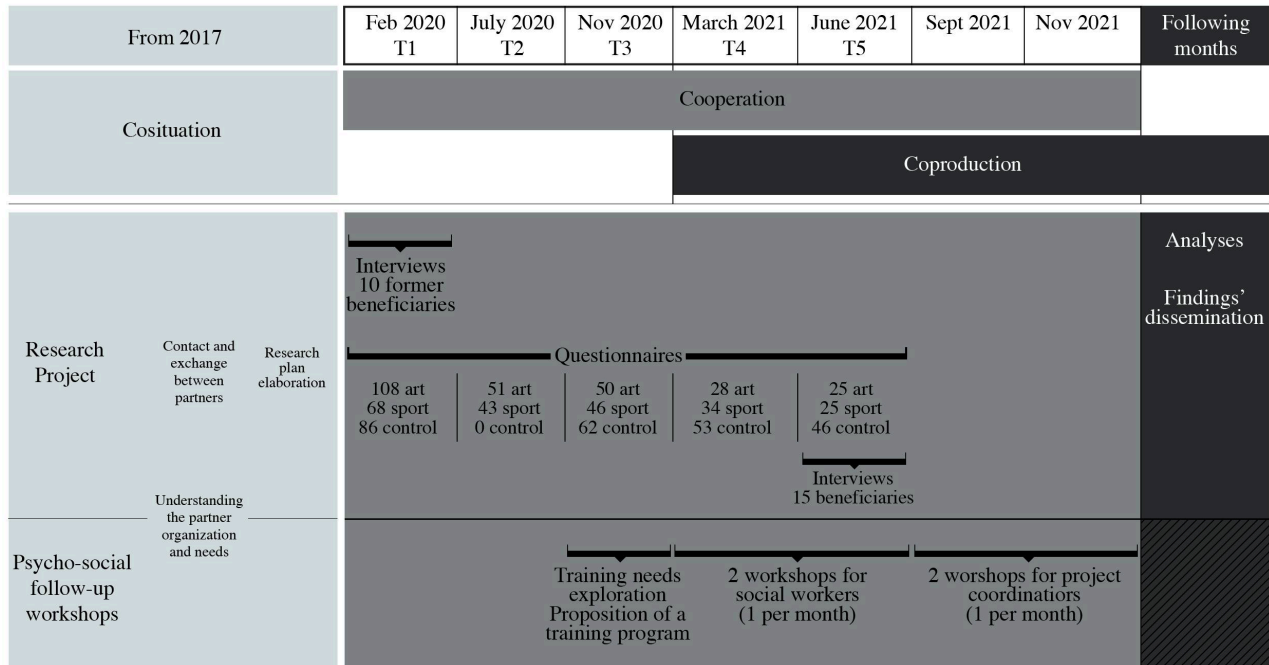 From 2017
Feb 2020
T1
July 2020
T2
Nov 2020
T3
March 2021
T4
June 2021
T5
Sept 2021
Nov 2021
Following
months
Cosituation
Cooperation
Coproduction
Research
Project
Contact and
exchange
between
partners
Research
plan
elaboration
Interviews
10 former
beneficiaries
Questionnaires
108 art
68 sport
86 control
51 art
43 sport
0 control
50 art
46 sport
62 control
28 art
34 sport
53 control
25 art
25 sport
46 control
Interviews
15 beneficiaries
Analyses
Findings’
dissemination
Understanding
the partner
organization
and needs
Psycho-social
follow-up
workshops
Training needs
exploration
Proposition of a
training program
2 workshops for
social workers
(1 per month)
2 worshops for project
coordinatiors
(1 per month)